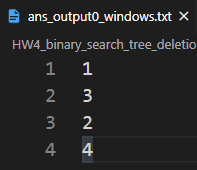 ans_output0_windows.txt ×
HW4_binary_search_tree_deletio
1 1
2 3
3 2
4 4